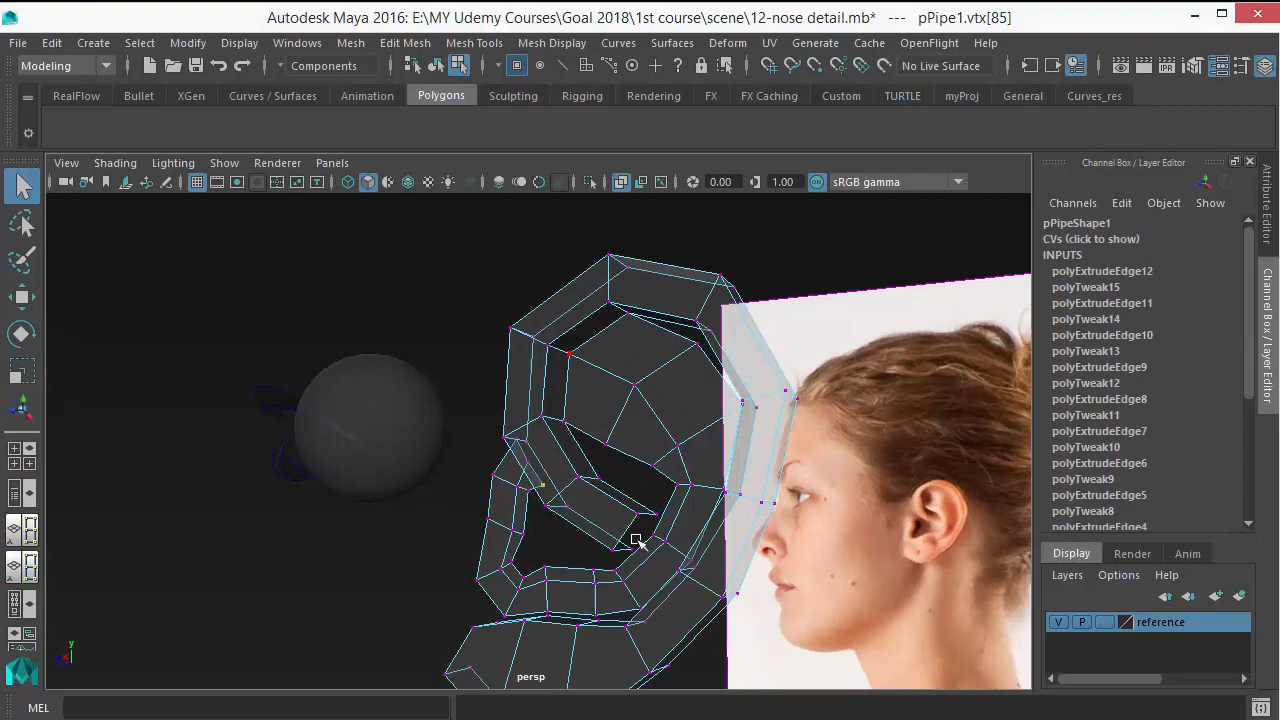 Autodesk Maya 2016: E:\MY Udemy Courses\Goal 2018\1st course\scene\12-nose detail.mb* --- pPipe1.vtx[85]
File Edit Create Select Modify Display Windows Mesh Edit Mesh Mesh Tools Mesh Display Curves Surfaces Deform UV Generate Cache OpenFlight Help
Modeling Components No Live Surface
RealFlow Bullet XGen Curves / Surfaces Animation Polygons Sculpting Rigging Rendering FX FX Caching Custom TURTLE myProj General Curves_res
View Shading Lighting Show Renderer Panels
0.00 1.00 sRGB gamma
persp
Channel Box / Layer Editor
Channels Edit Object Show
pPipeShape1
CVs (click to show)
INPUTS
polyExtrudeEdge12
polyTweak15
polyExtrudeEdge11
polyTweak14
polyExtrudeEdge10
polyTweak13
polyExtrudeEdge9
polyTweak12
polyExtrudeEdge8
polyTweak11
polyExtrudeEdge7
polyTweak10
polyExtrudeEdge6
polyTweak9
polyExtrudeEdge5
polyTweak8
polyExtrudeEdge4
Display Render Anim
Layers Options Help
V P reference
Attribute Editor
Channel Box / Layer Editor
MEL